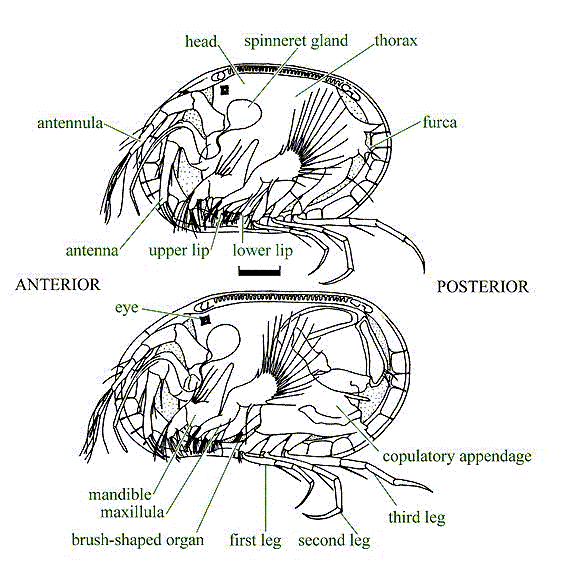 head
spinneret gland
thorax
antennula
furca
antenna
upper lip
lower lip
ANTERIOR
POSTERIOR
eye
copulatory appendage
mandible
maxillula
third leg
brush-shaped organ
first leg
second leg